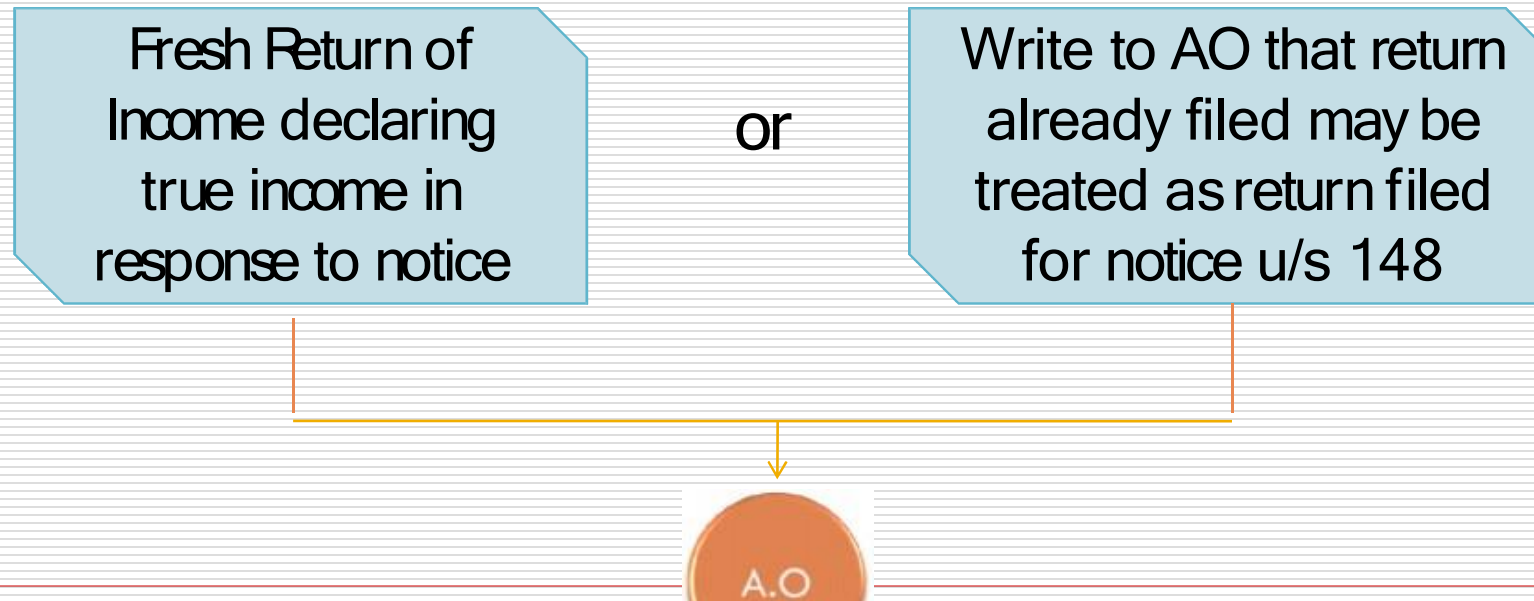 Fresh Return of
Income declaring
true income in
response to notice
or
Write to AO that return
already filed may be
treated as return filed
for notice u/s 148
A.O